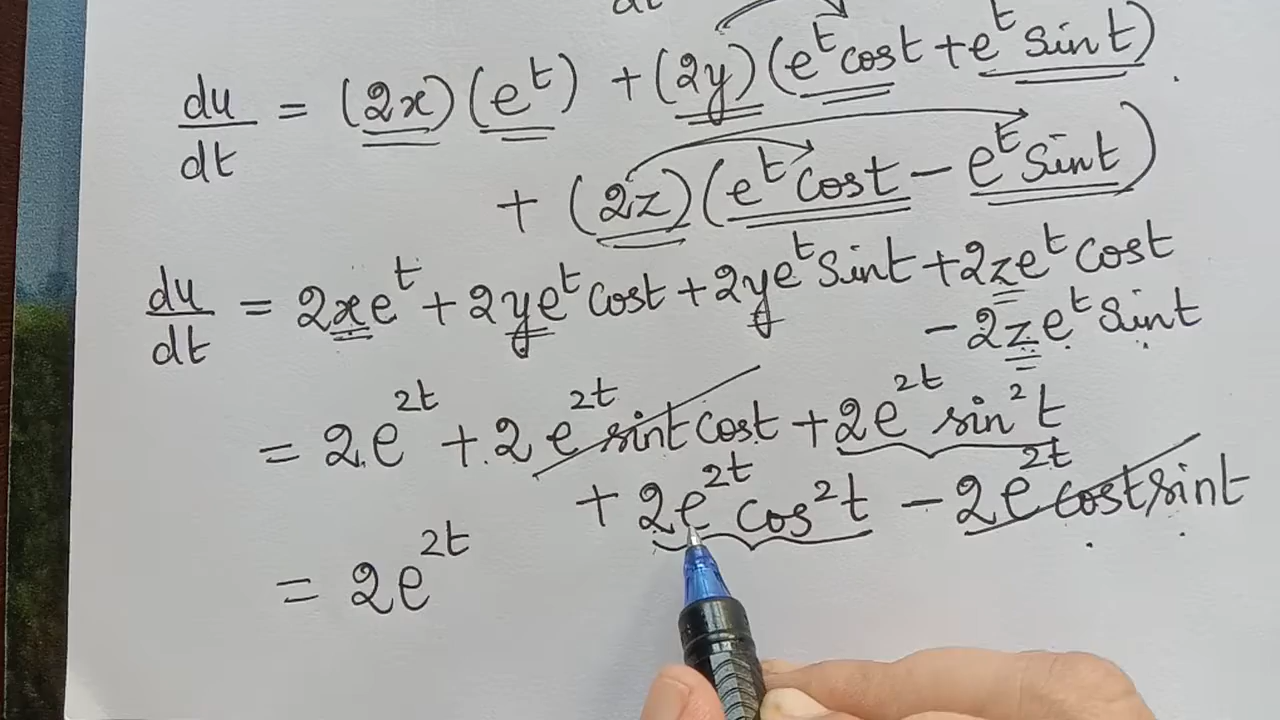 dt
du/dt = (2x)(e^t) + (2y)(e^t cost + e^t sint)
+ (2z)(e^t cost − e^t sint)
du/dt = 2xe^t + 2ye^t cost + 2ye^t sint + 2ze^t cost
− 2ze^t sint
= 2e^2t + 2e^2t sint cost + 2e^2t sin^2 t
+ 2e^2t cos^2 t − 2e^2t cost sint
= 2e^2t